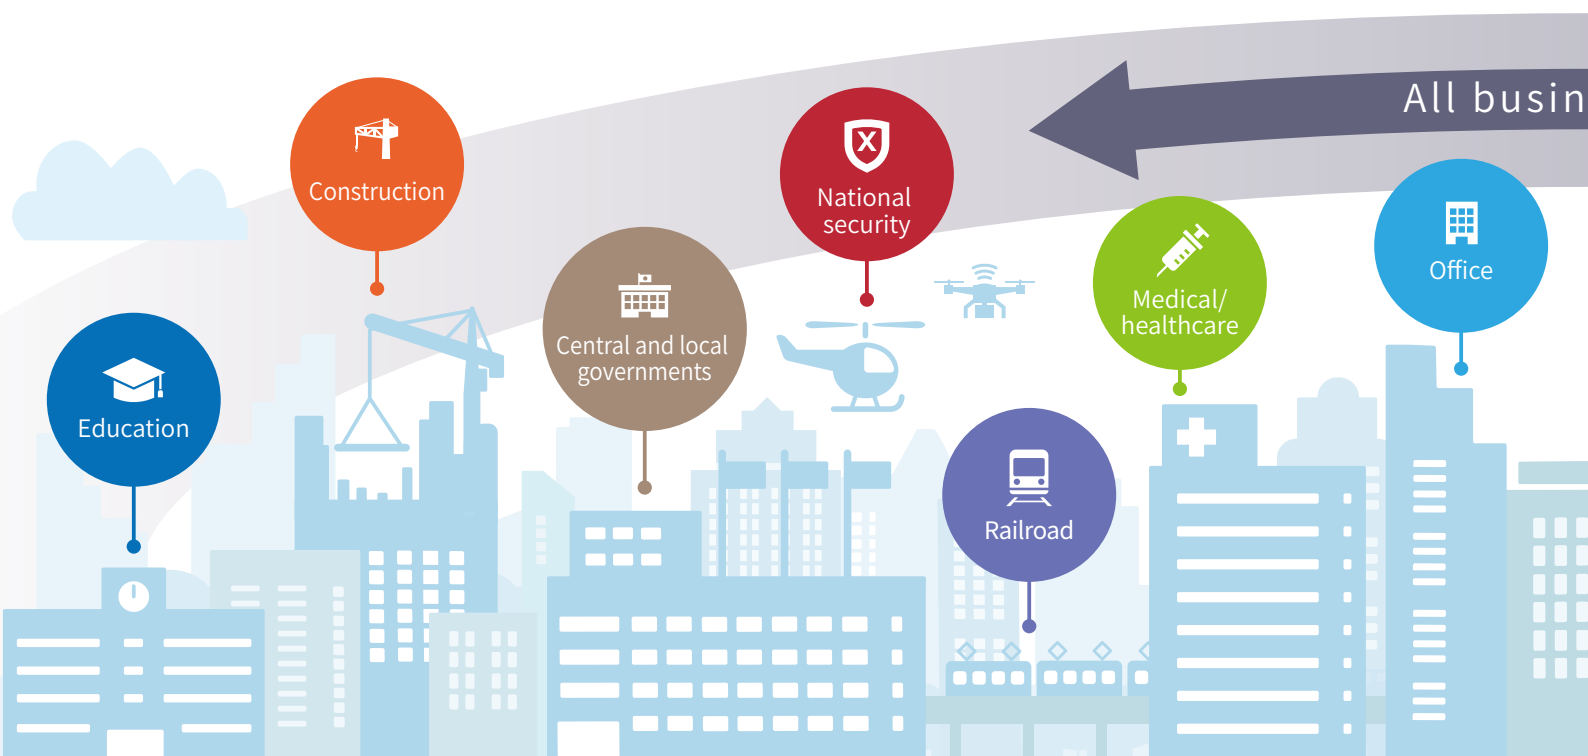 All busin
Construction
National
security
Office
Medical/
healthcare
Central and local
governments
Education
Railroad
X